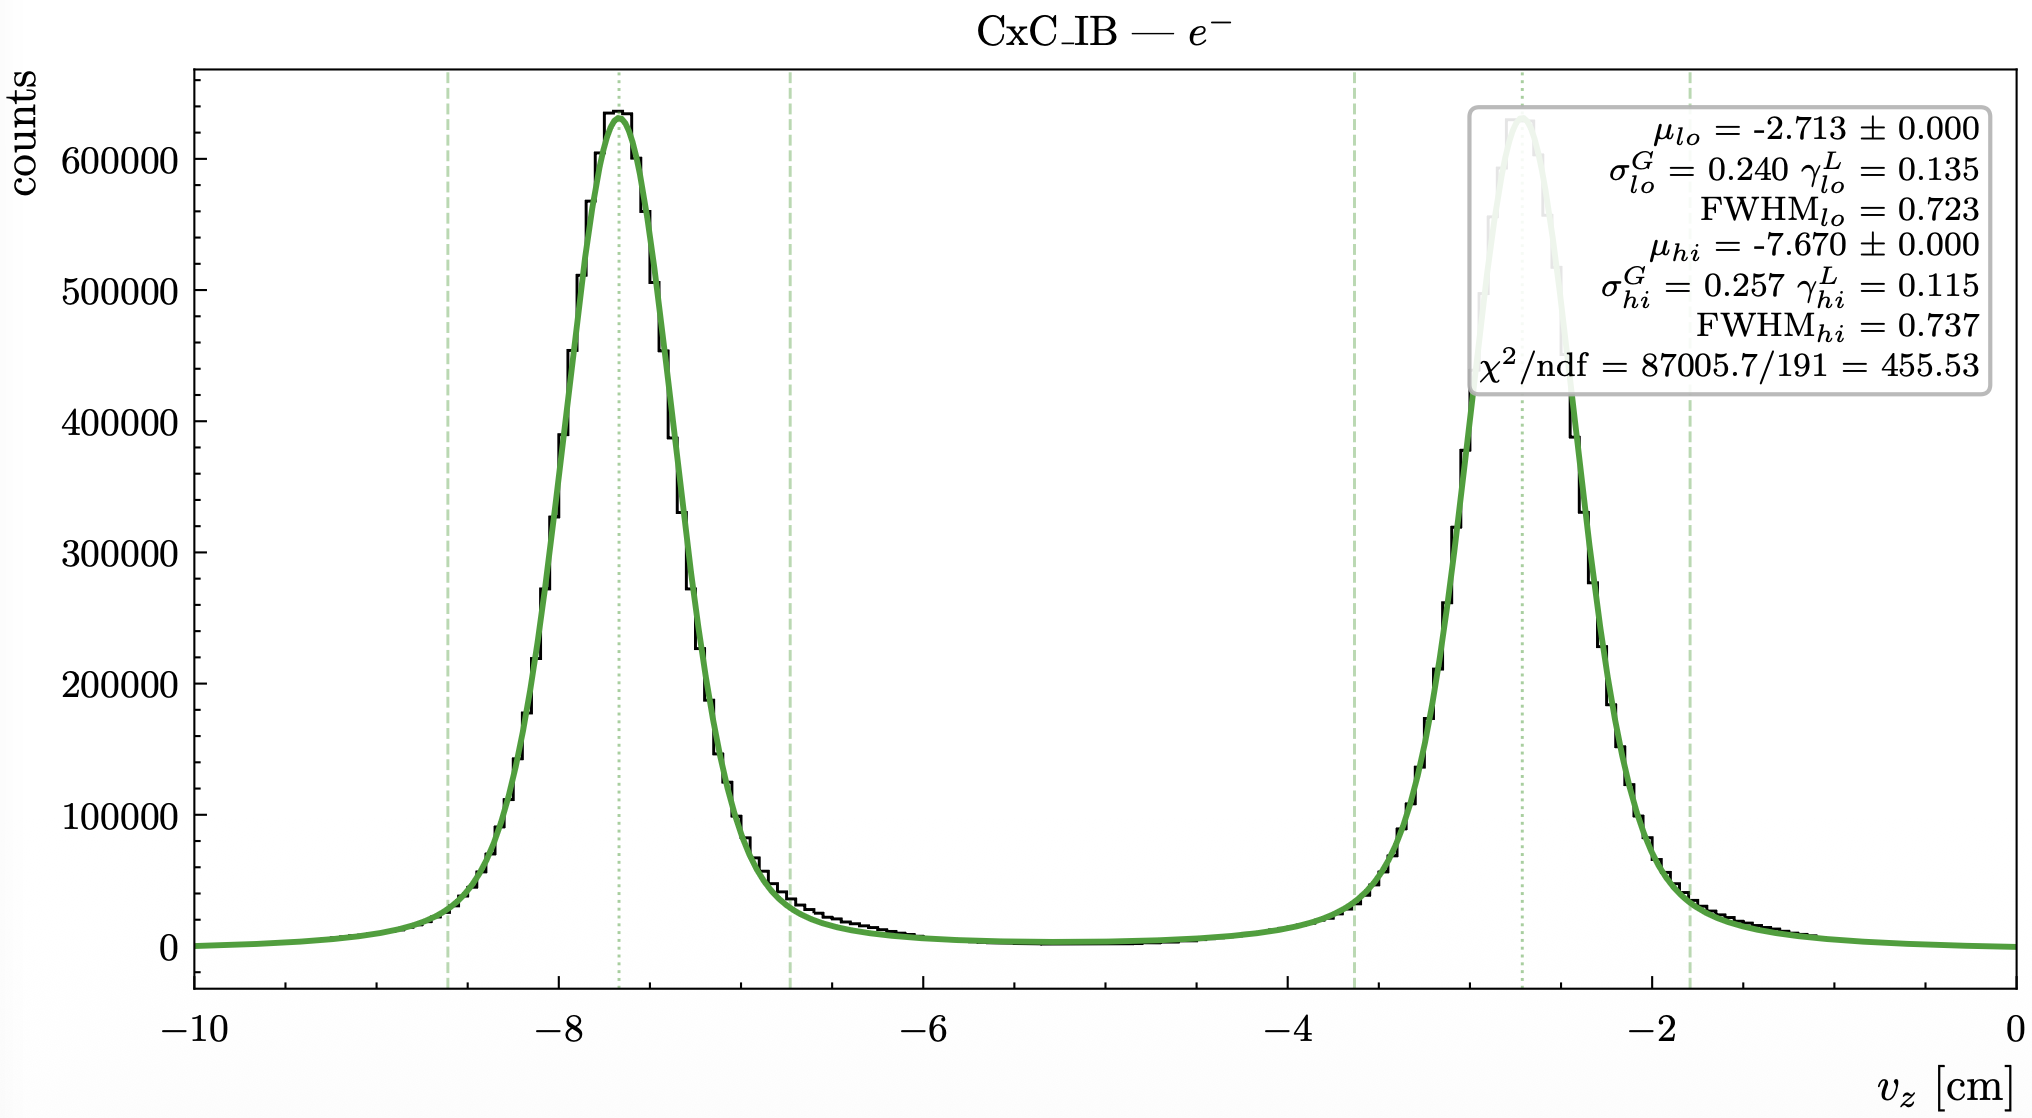 CxC_IB — e⁻
counts
600000
500000
400000
300000
200000
100000
0
μ_lo = -2.713 ± 0.000
σ^G_lo = 0.240 γ^L_lo = 0.135
FWHM_lo = 0.723
μ_hi = -7.670 ± 0.000
σ^G_hi = 0.257 γ^L_hi = 0.115
FWHM_hi = 0.737
χ²/ndf = 87005.7/191 = 455.53
−10 −8 −6 −4 −2 0
v_z [cm]